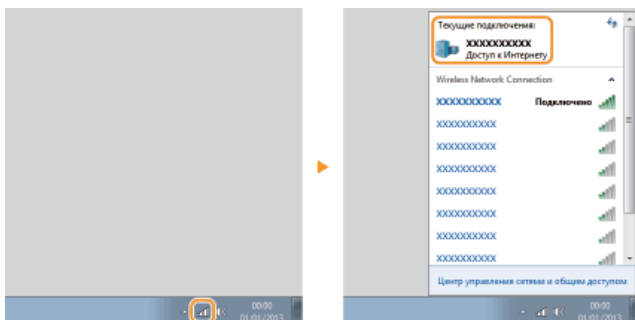 00:00
01/01/2013
Текущие подключения:
XXXXXXXXXX
Доступ к Интернету
Wireless Network Connection
XXXXXXXXXX Подключено
XXXXXXXXXX
XXXXXXXXXX
XXXXXXXXXX
XXXXXXXXXX
XXXXXXXXXX
XXXXXXXXXX
XXXXXXXXXX
Центр управления сетями и общим доступом
00:00
01/01/2013